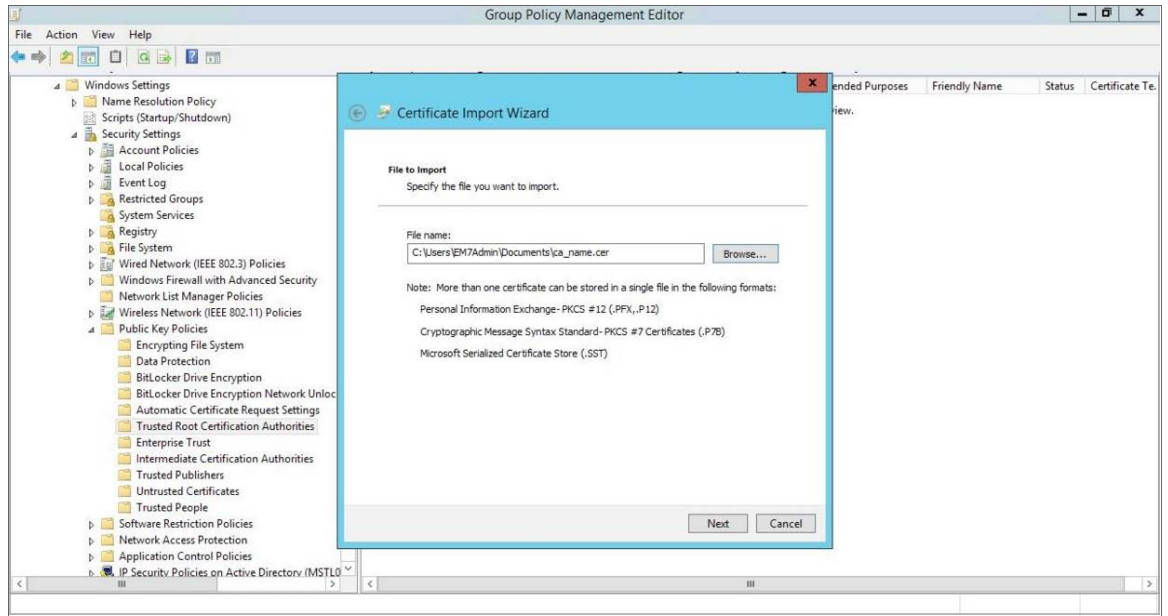 Group Policy Management Editor
File Action View Help
Windows Settings
Name Resolution Policy
Scripts (Startup/Shutdown)
Security Settings
Account Policies
Local Policies
Event Log
Restricted Groups
System Services
Registry
File System
Wired Network (IEEE 802.3) Policies
Windows Firewall with Advanced Security
Network List Manager Policies
Wireless Network (IEEE 802.11) Policies
Public Key Policies
Encrypting File System
Data Protection
BitLocker Drive Encryption
BitLocker Drive Encryption Network Unloc
Automatic Certificate Request Settings
Trusted Root Certification Authorities
Enterprise Trust
Intermediate Certification Authorities
Trusted Publishers
Untrusted Certificates
Trusted People
Software Restriction Policies
Network Access Protection
Application Control Policies
IP Security Policies on Active Directory (MSTL0
Certificate Import Wizard
File to Import
Specify the file you want to import.
File name:
C:\Users\EM7Admin\Documents\ca_name.cer
Browse...
Note: More than one certificate can be stored in a single file in the following formats:
Personal Information Exchange- PKCS #12 (.PFX,.P12)
Cryptographic Message Syntax Standard- PKCS #7 Certificates (.P7B)
Microsoft Serialized Certificate Store (.SST)
Next Cancel
ended Purposes Friendly Name Status Certificate Te.
view.